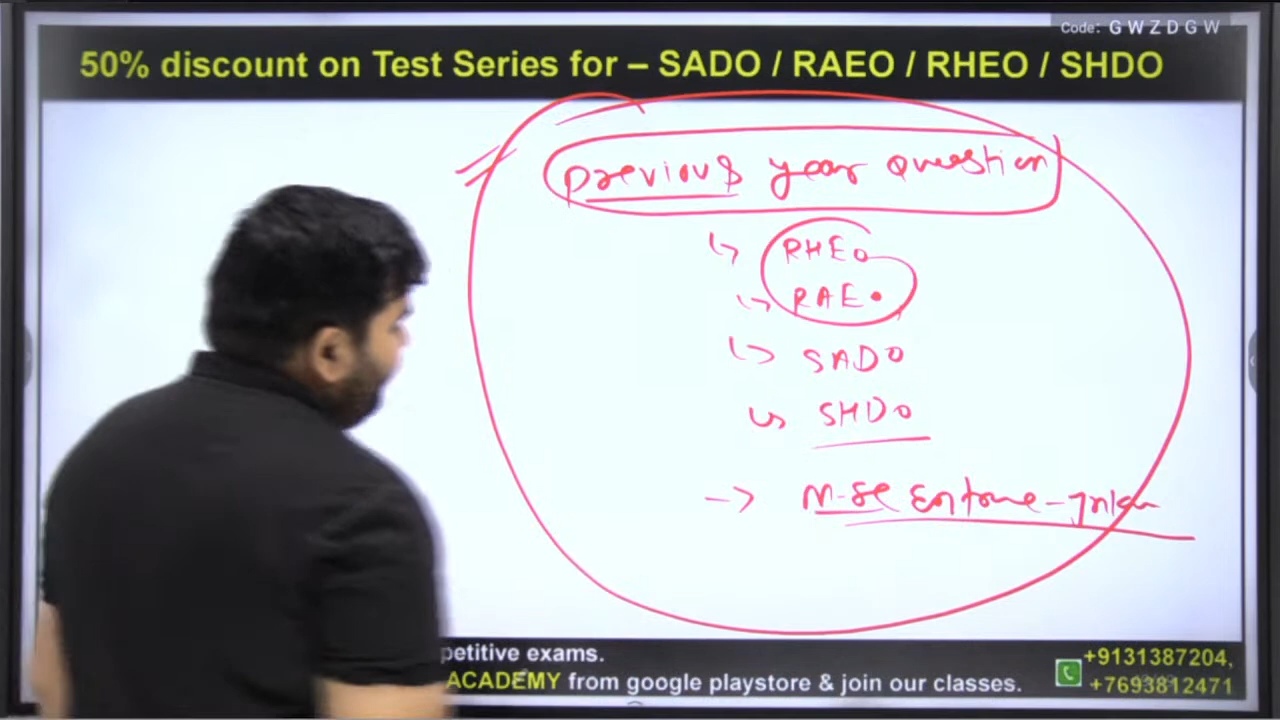 Code: G W Z D G W
50% discount on Test Series for – SADO / RAEO / RHEO / SHDO
previous year question
↳ RHEO
↳ RAEO
↳ SADO
↳ SHDO
→ M-Sc
petitive exams.
ACADEMY from google playstore & join our classes.
+9131387204,
+7693812471